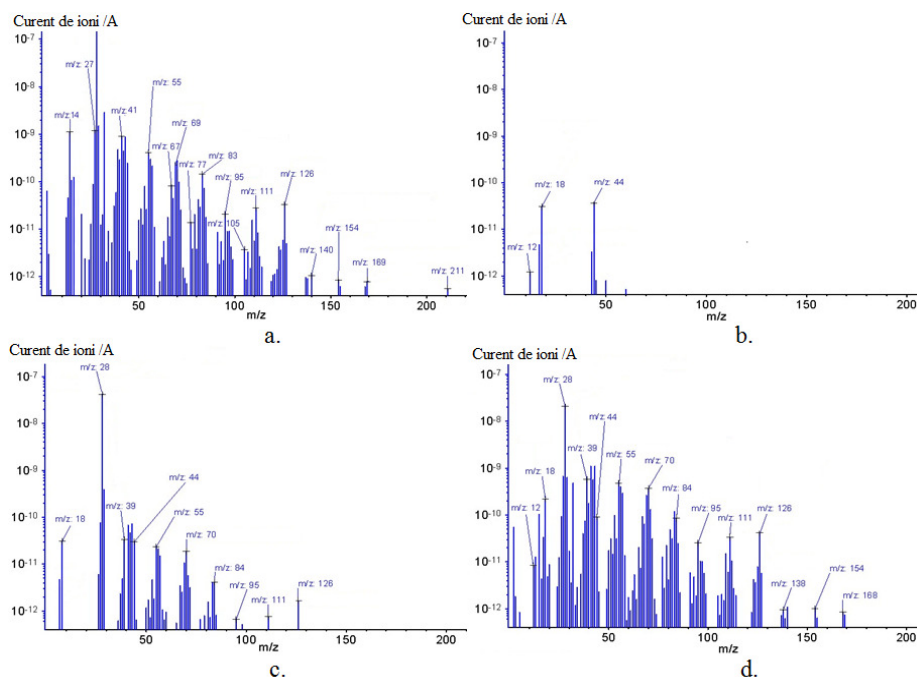 Curent de ioni /A
10⁻⁷
10⁻⁸
10⁻⁹
10⁻¹⁰
10⁻¹¹
10⁻¹²
m/z: 27
m/z: 55
m/z:14
m/z: 41
m/z: 69
m/z: 67
m/z: 83
m/z: 77
m/z: 95
m/z: 111
m/z: 126
m/z: 105
m/z: 154
m/z: 140
m/z: 169
m/z: 211
50 100 150 200
m/z
a.
Curent de ioni /A
10⁻⁷
10⁻⁸
10⁻⁹
10⁻¹⁰
10⁻¹¹
10⁻¹²
m/z: 18
m/z: 44
m/z: 12
50 100 150 200
m/z
b.
Curent de ioni /A
10⁻⁷
10⁻⁸
10⁻⁹
10⁻¹⁰
10⁻¹¹
10⁻¹²
m/z: 28
m/z: 44
m/z: 18
m/z: 39
m/z: 55
m/z: 70
m/z: 84
m/z: 95
m/z: 126
m/z: 111
50 100 150 200
m/z
c.
Curent de ioni /A
10⁻⁷
10⁻⁸
10⁻⁹
10⁻¹⁰
10⁻¹¹
10⁻¹²
m/z: 28
m/z: 44
m/z: 39
m/z: 55
m/z: 18
m/z: 70
m/z: 12
m/z: 84
m/z: 95
m/z: 111
m/z: 126
m/z: 138
m/z: 154
m/z: 168
50 100 150 200
m/z
d.